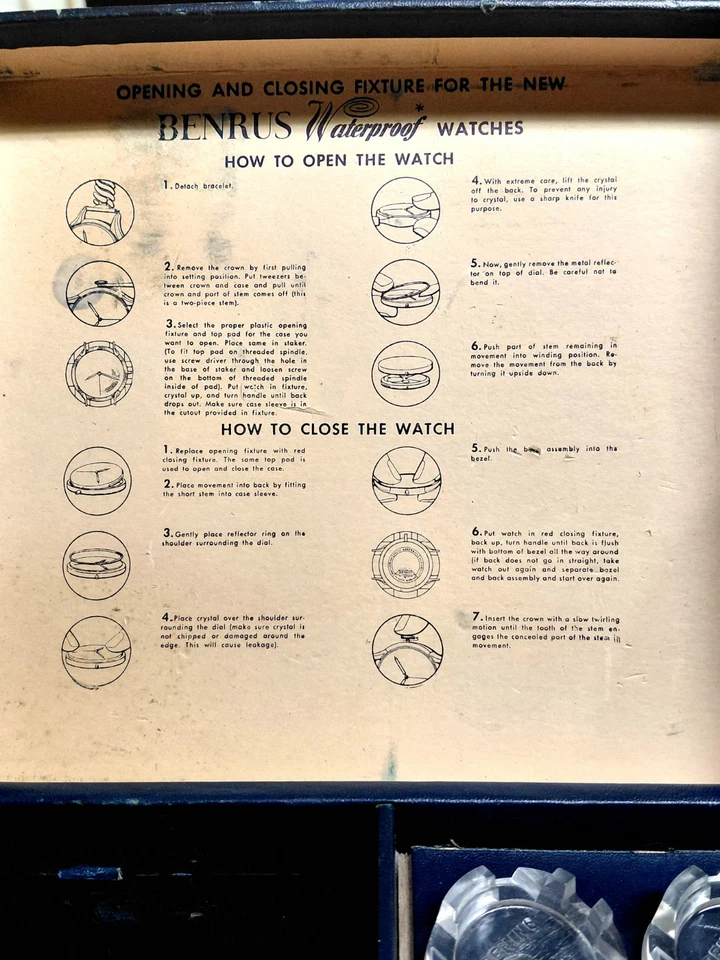 OPENING AND CLOSING FIXTURE FOR THE NEW
BENRUS Waterproof* WATCHES
HOW TO OPEN THE WATCH
1. Detach bracelet.
2. Remove the crown by first pulling
into setting position. Put tweezers be-
tween crown and case and pull until
crown and part of stem comes off (this
is a two-piece stem).
3. Select the proper plastic opening
fixture and top pad for the case you
want to open. Place same in staker.
(To fit top pad on threaded spindle,
use screw driver through the hole in
the base of staker and loosen screw
on the bottom of threaded spindle
inside of pad). Put watch in fixture,
crystal up, and turn handle until back
drops out. Make sure case sleeve is in
the cutout provided in fixture.
4. With extreme care, lift the crystal
off the back. To prevent any injury
to crystal, use a sharp knife for this
purpose.
5. Now, gently remove the metal reflec-
tor on top of dial. Be careful not to
bend it.
6. Push part of stem remaining in
movement into winding position. Re-
move the movement from the back by
turning it upside down.
HOW TO CLOSE THE WATCH
1. Replace opening fixture with red
closing fixture. The same top pad is
used to open and close the case.
2. Place movement into back by fitting
the short stem into case sleeve.
3. Gently place reflector ring on the
shoulder surrounding the dial.
4. Place crystal over the shoulder sur-
rounding the dial (make sure crystal is
not chipped or damaged around the
edge. This will cause leakage).
5. Push the back assembly into the
bezel.
6. Put watch in red closing fixture,
back up, turn handle until back is flush
with bottom of bezel all the way around
(if back does not go in straight, take
watch out again and separate bezel
and back assembly and start over again.
7. Insert the crown with a slow twirling
motion until the tooth of the stem en-
gages the concealed part of the stem in
movement.